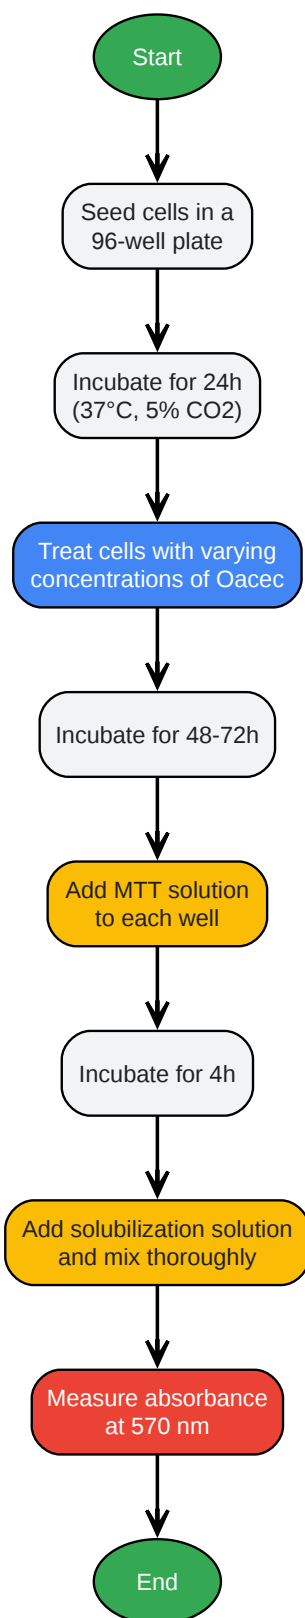 Start
Seed cells in a
96-well plate
Incubate for 24h
(37°C, 5% CO2)
Treat cells with varying
concentrations of Oacec
Incubate for 48-72h
Add MTT solution
to each well
Incubate for 4h
Add solubilization solution
and mix thoroughly
Measure absorbance
at 570 nm
End